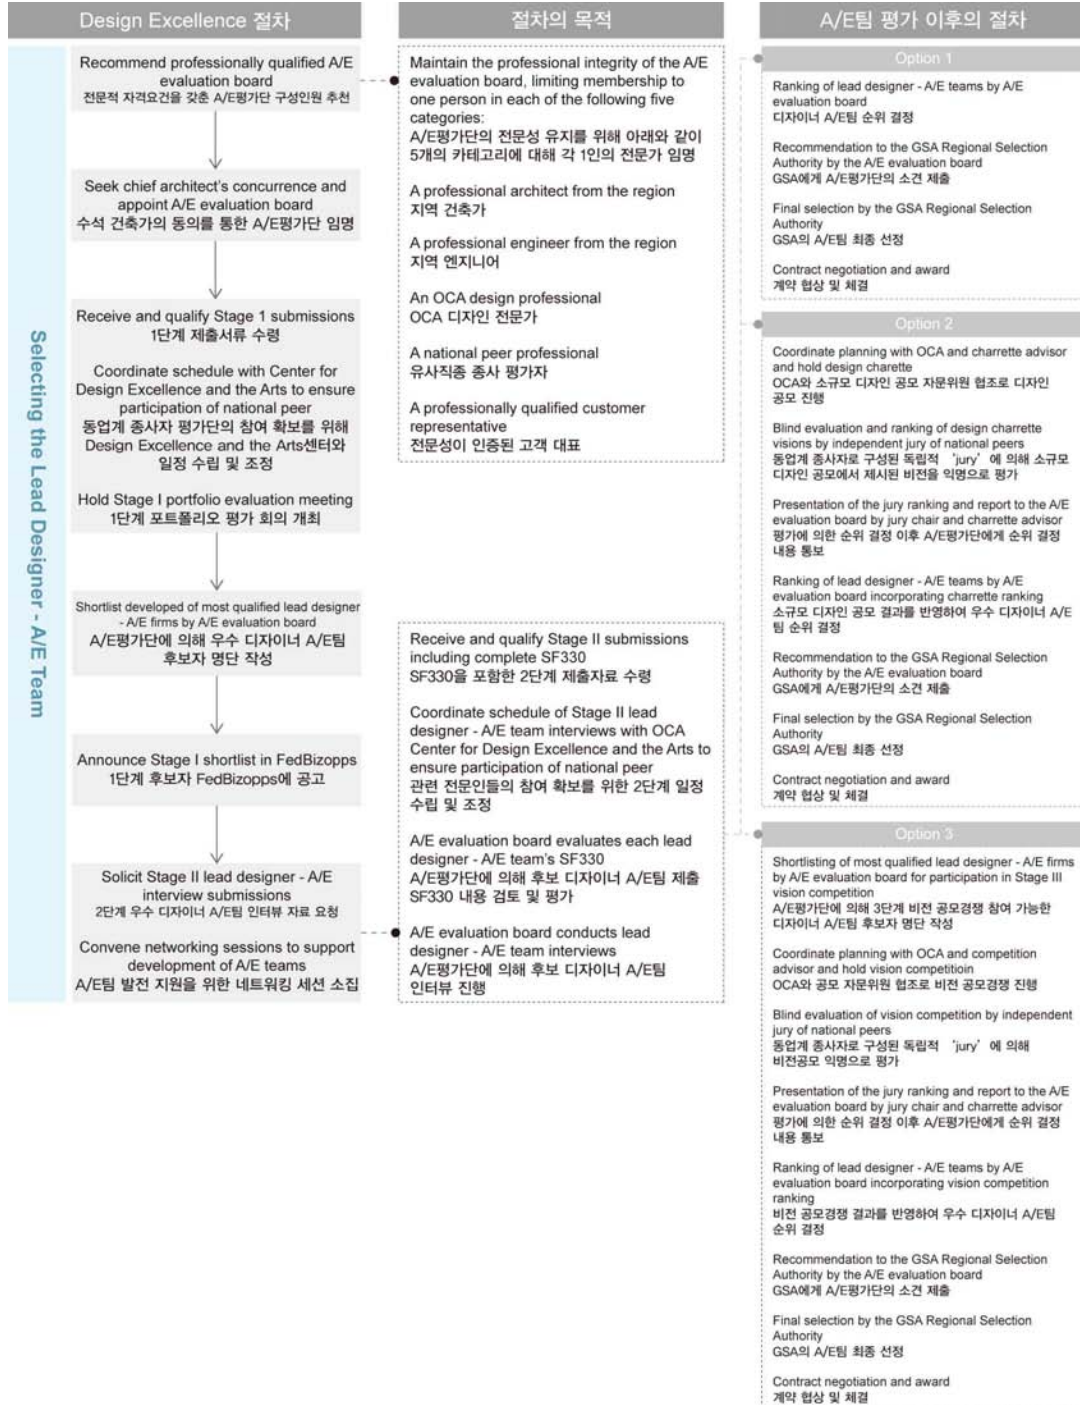 Design Excellence 절차
Selecting the Lead Designer - A/E Team
Recommend professionally qualified A/E
evaluation board
전문적 자격요건을 갖춘 A/E평가단 구성인원 추천
Seek chief architect's concurrence and
appoint A/E evaluation board
수석 건축가의 동의를 통한 A/E평가단 임명
Receive and qualify Stage 1 submissions
1단계 제출서류 수령
Coordinate schedule with Center for
Design Excellence and the Arts to ensure
participation of national peer
동업계 종사자 평가단의 참여 확보를 위해
Design Excellence and the Arts센터와
일정 수립 및 조정
Hold Stage I portfolio evaluation meeting
1단계 포트폴리오 평가 회의 개최
Shortlist developed of most qualified lead designer
- A/E firms by A/E evaluation board
A/E평가단에 의해 우수 디자이너 A/E팀
후보자 명단 작성
Announce Stage I shortlist in FedBizopps
1단계 후보자 FedBizopps에 공고
Solicit Stage II lead designer - A/E
interview submissions
2단계 우수 디자이너 A/E팀 인터뷰 자료 요청
Convene networking sessions to support
development of A/E teams
A/E팀 발전 지원을 위한 네트워킹 세션 소집
절차의 목적
Maintain the professional integrity of the A/E
evaluation board, limiting membership to
one person in each of the following five
categories:
A/E평가단의 전문성 유지를 위해 아래와 같이
5개의 카테고리에 대해 각 1인의 전문가 임명
A professional architect from the region
지역 건축가
A professional engineer from the region
지역 엔지니어
An OCA design professional
OCA 디자인 전문가
A national peer professional
유사직종 종사 평가자
A professionally qualified customer
representative
전문성이 인증된 고객 대표
Receive and qualify Stage II submissions
including complete SF330
SF330을 포함한 2단계 제출자료 수령
Coordinate schedule of Stage II lead
designer - A/E team interviews with OCA
Center for Design Excellence and the Arts to
ensure participation of national peer
관련 전문인들의 참여 확보를 위한 2단계 일정
수립 및 조정
A/E evaluation board evaluates each lead
designer - A/E team's SF330
A/E평가단에 의해 후보 디자이너 A/E팀 제출
SF330 내용 검토 및 평가
A/E evaluation board conducts lead
designer - A/E team interviews
A/E평가단에 의해 후보 디자이너 A/E팀
인터뷰 진행
A/E팀 평가 이후의 절차
Option 1
Ranking of lead designer - A/E teams by A/E
evaluation board
디자이너 A/E팀 순위 결정
Recommendation to the GSA Regional Selection
Authority by the A/E evaluation board
GSA에게 A/E평가단의 소견 제출
Final selection by the GSA Regional Selection
Authority
GSA의 A/E팀 최종 선정
Contract negotiation and award
계약 협상 및 체결
Option 2
Coordinate planning with OCA and charrette advisor
and hold design charette
OCA와 소규모 디자인 공모 자문위원 협조로 디자인
공모 진행
Blind evaluation and ranking of design charrette
visions by independent jury of national peers
동업계 종사자로 구성된 독립적 'jury' 에 의해 소규모
디자인 공모에서 제시된 비전을 익명으로 평가
Presentation of the jury ranking and report to the A/E
evaluation board by jury chair and charrette advisor
평가에 의한 순위 결정 이후 A/E평가단에게 순위 결정
내용 통보
Ranking of lead designer - A/E teams by A/E
evaluation board incorporating charrette ranking
소규모 디자인 공모 결과를 반영하여 우수 디자이너 A/E
팀 순위 결정
Recommendation to the GSA Regional Selection
Authority by the A/E evaluation board
GSA에게 A/E평가단의 소견 제출
Final selection by the GSA Regional Selection
Authority
GSA의 A/E팀 최종 선정
Contract negotiation and award
계약 협상 및 체결
Option 3
Shortlisting of most qualified lead designer - A/E firms
by A/E evaluation board for participation in Stage III
vision competition
A/E평가단에 의해 3단계 비전 공모경쟁 참여 가능한
디자이너 A/E팀 후보자 명단 작성
Coordinate planning with OCA and competition
advisor and hold vision competitioin
OCA와 공모 자문위원 협조로 비전 공모경쟁 진행
Blind evaluation of vision competition by independent
jury of national peers
동업계 종사자로 구성된 독립적 'jury' 에 의해
비전공모 익명으로 평가
Presentation of the jury ranking and report to the A/E
evaluation board by jury chair and charrette advisor
평가에 의한 순위 결정 이후 A/E평가단에게 순위 결정
내용 통보
Ranking of lead designer - A/E teams by A/E
evaluation board incorporating vision competition
ranking
비전 공모경쟁 결과를 반영하여 우수 디자이너 A/E팀
순위 결정
Recommendation to the GSA Regional Selection
Authority by the A/E evaluation board
GSA에게 A/E평가단의 소견 제출
Final selection by the GSA Regional Selection
Authority
GSA의 A/E팀 최종 선정
Contract negotiation and award
계약 협상 및 체결